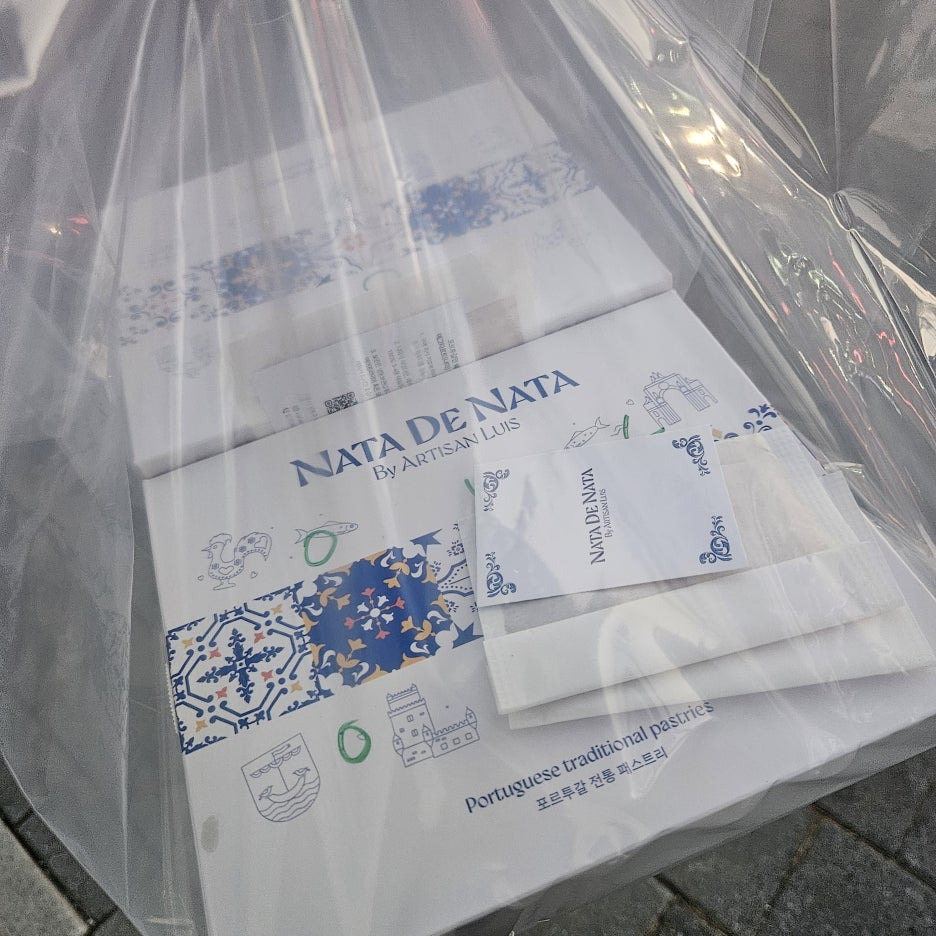 NATA DE NATA
By ARTISAN LUIS
NATA DE NATA
By ARTISAN LUIS
Portuguese traditional pastries
포르투갈 전통 패스트리